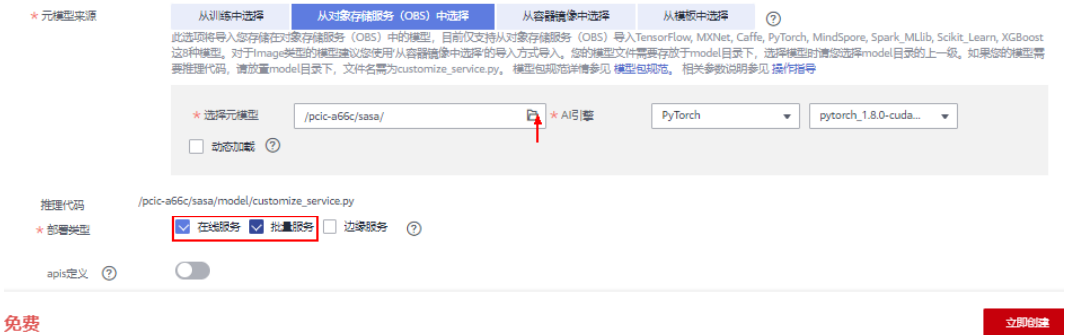 * 元模型来源 从训练中选择 从对象存储服务（OBS）中选择 从容器镜像中选择 从模板中选择 ?
此选项将导入您存储在对象存储服务（OBS）中的模型，目前仅支持从对象存储服务（OBS）导入TensorFlow, MXNet, Caffe, PyTorch, MindSpore, Spark_MLlib, Scikit_Learn, XGBoost
这8种模型。对于Image类型的模型建议您使用‘从容器镜像中选择’的导入方式导入。您的模型文件需要存放于model目录下，选择模型时请您选择model目录的上一级。如果您的模型需
要推理代码，请放置model目录下，文件名需为customize_service.py。 模型包规范详情参见 模型包规范。 相关参数说明参见 操作指导
* 选择元模型 /pcic-a66c/sasa/ * AI引擎 PyTorch pytorch_1.8.0-cuda...
动态加载 ?
推理代码 /pcic-a66c/sasa/model/customize_service.py
* 部署类型 在线服务 批量服务 边缘服务 ?
apis定义 ?
免费 立即创建